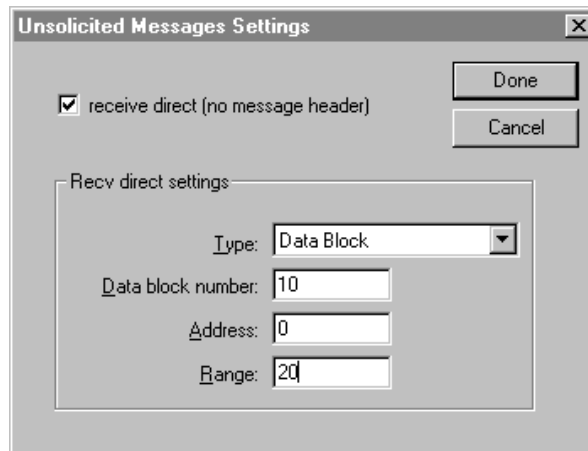 Unsolicited Messages Settings
Done
receive direct (no message header)
Cancel
Recv direct settings
Type: Data Block
Data block number: 10
Address: 0
Range: 20